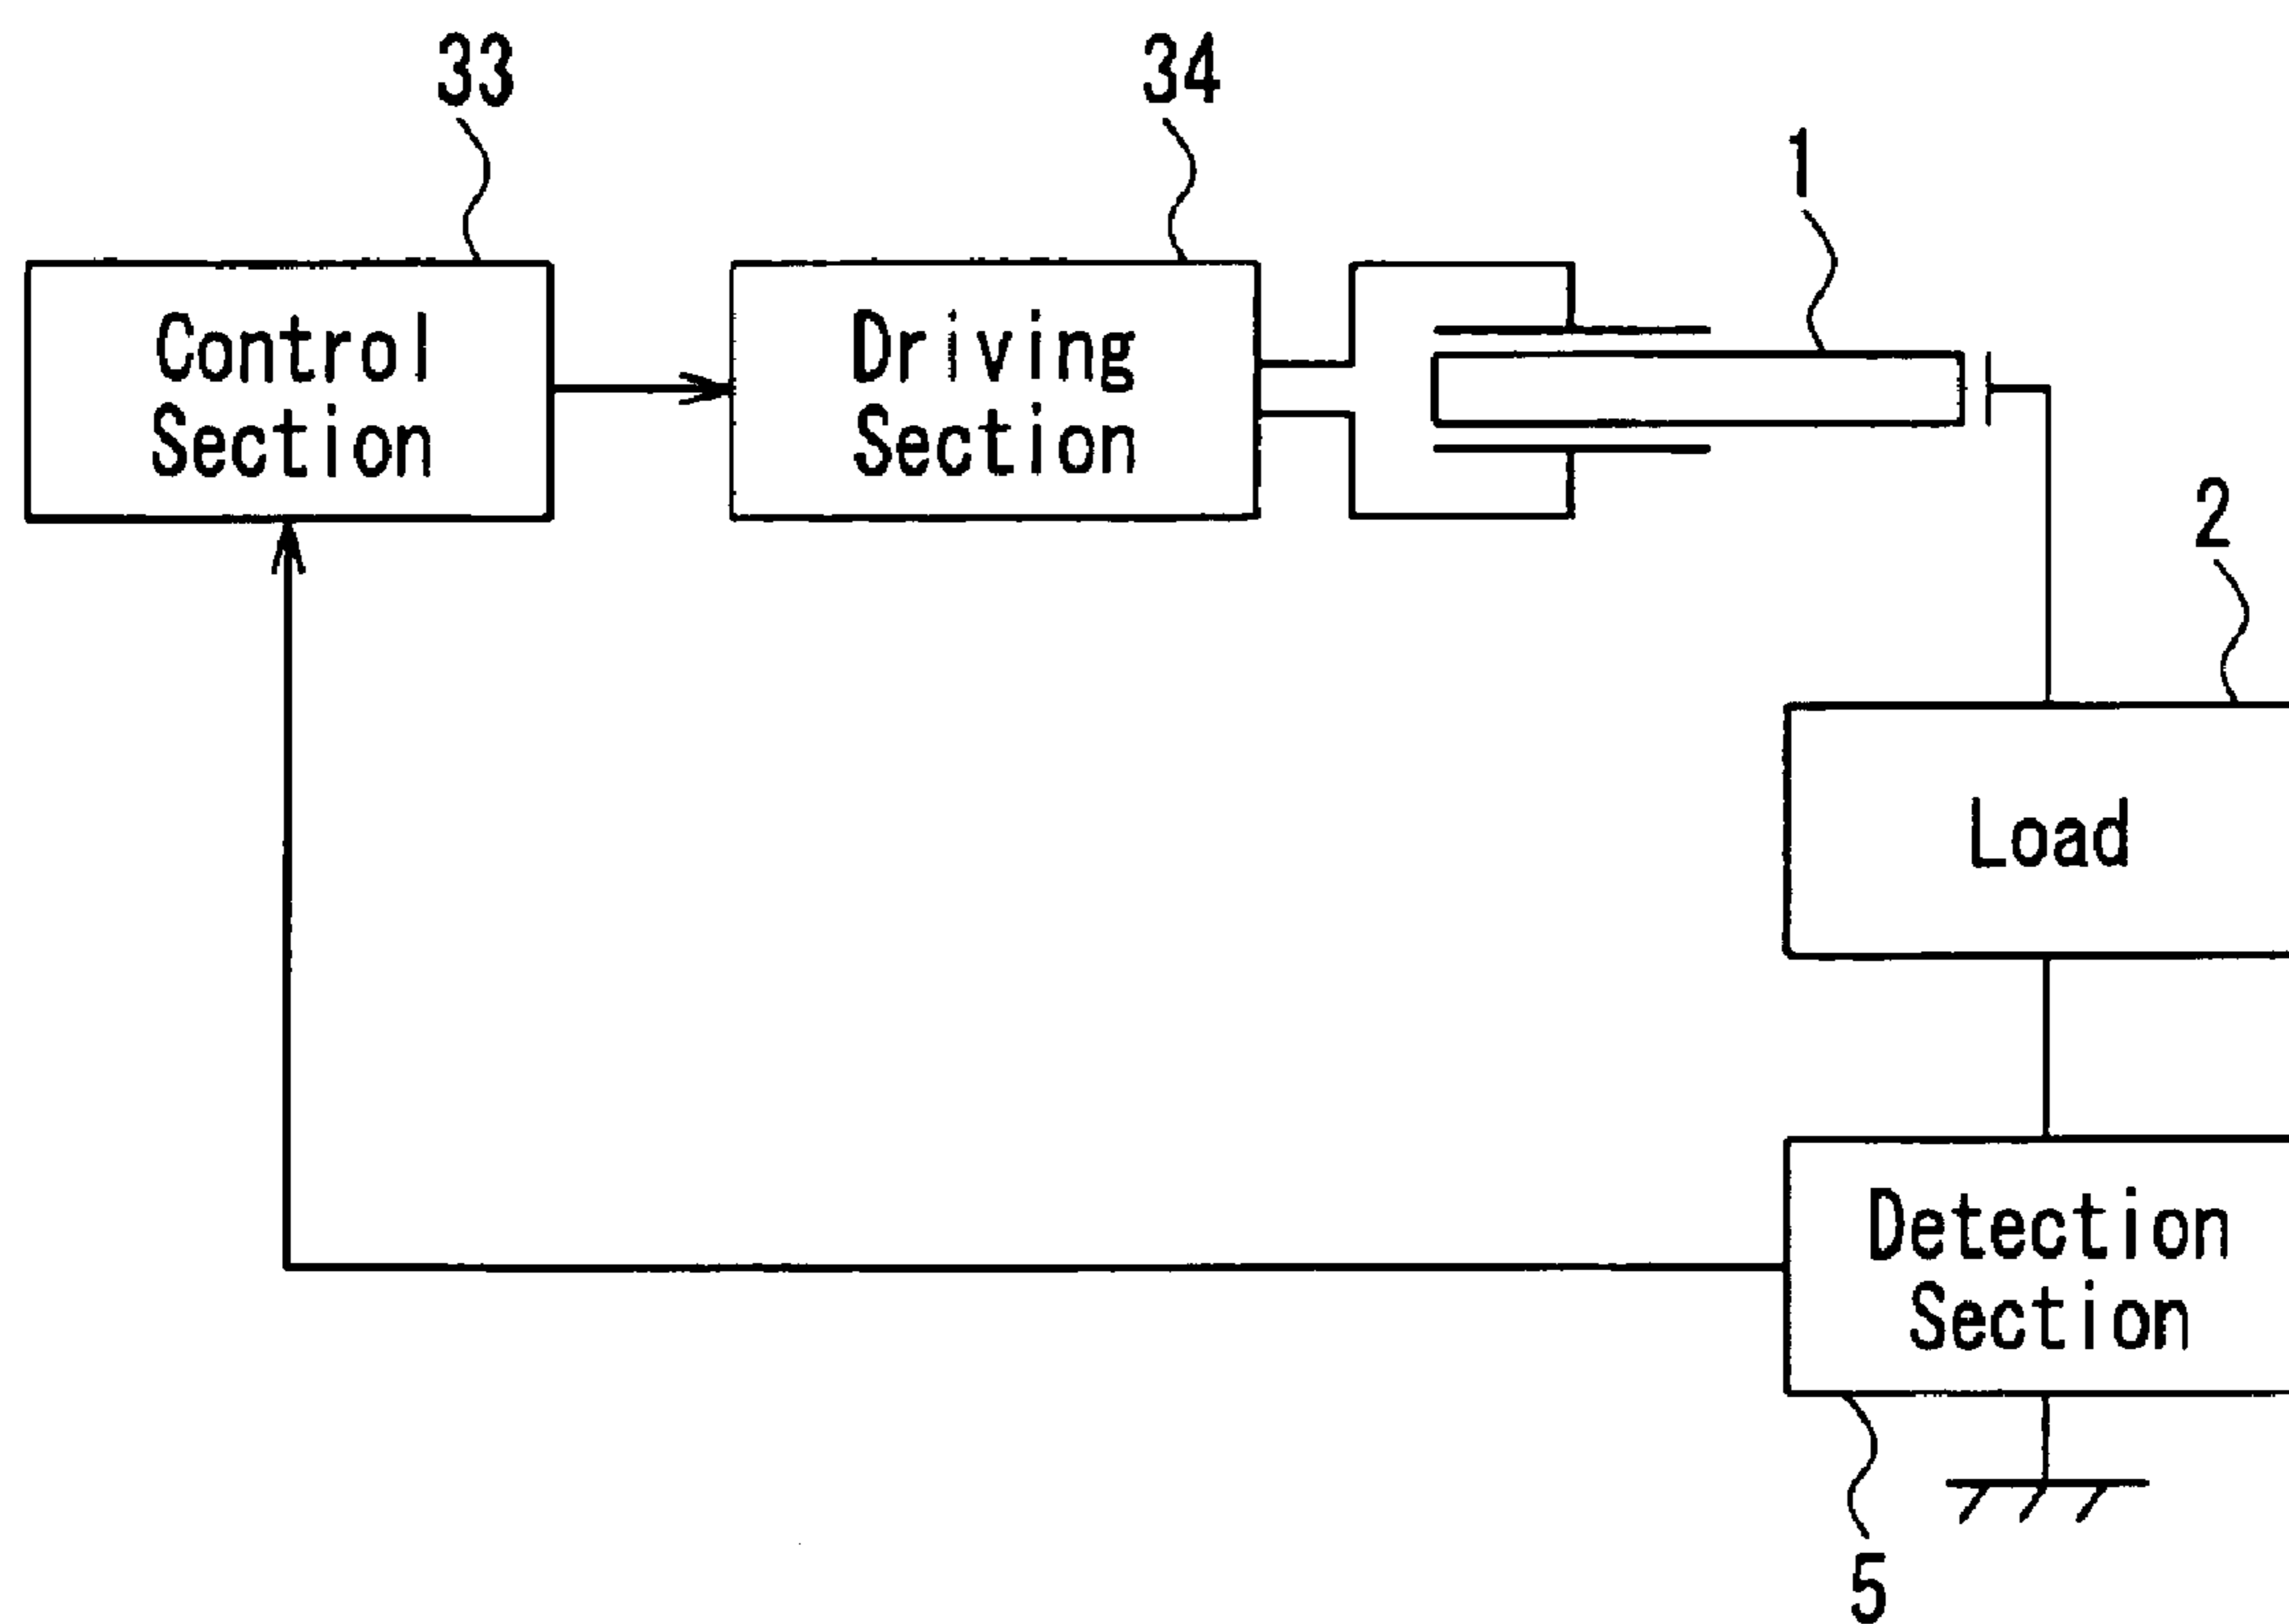 33
34
1
Control
Section
Driving
Section
2
Load
Detection
Section
5